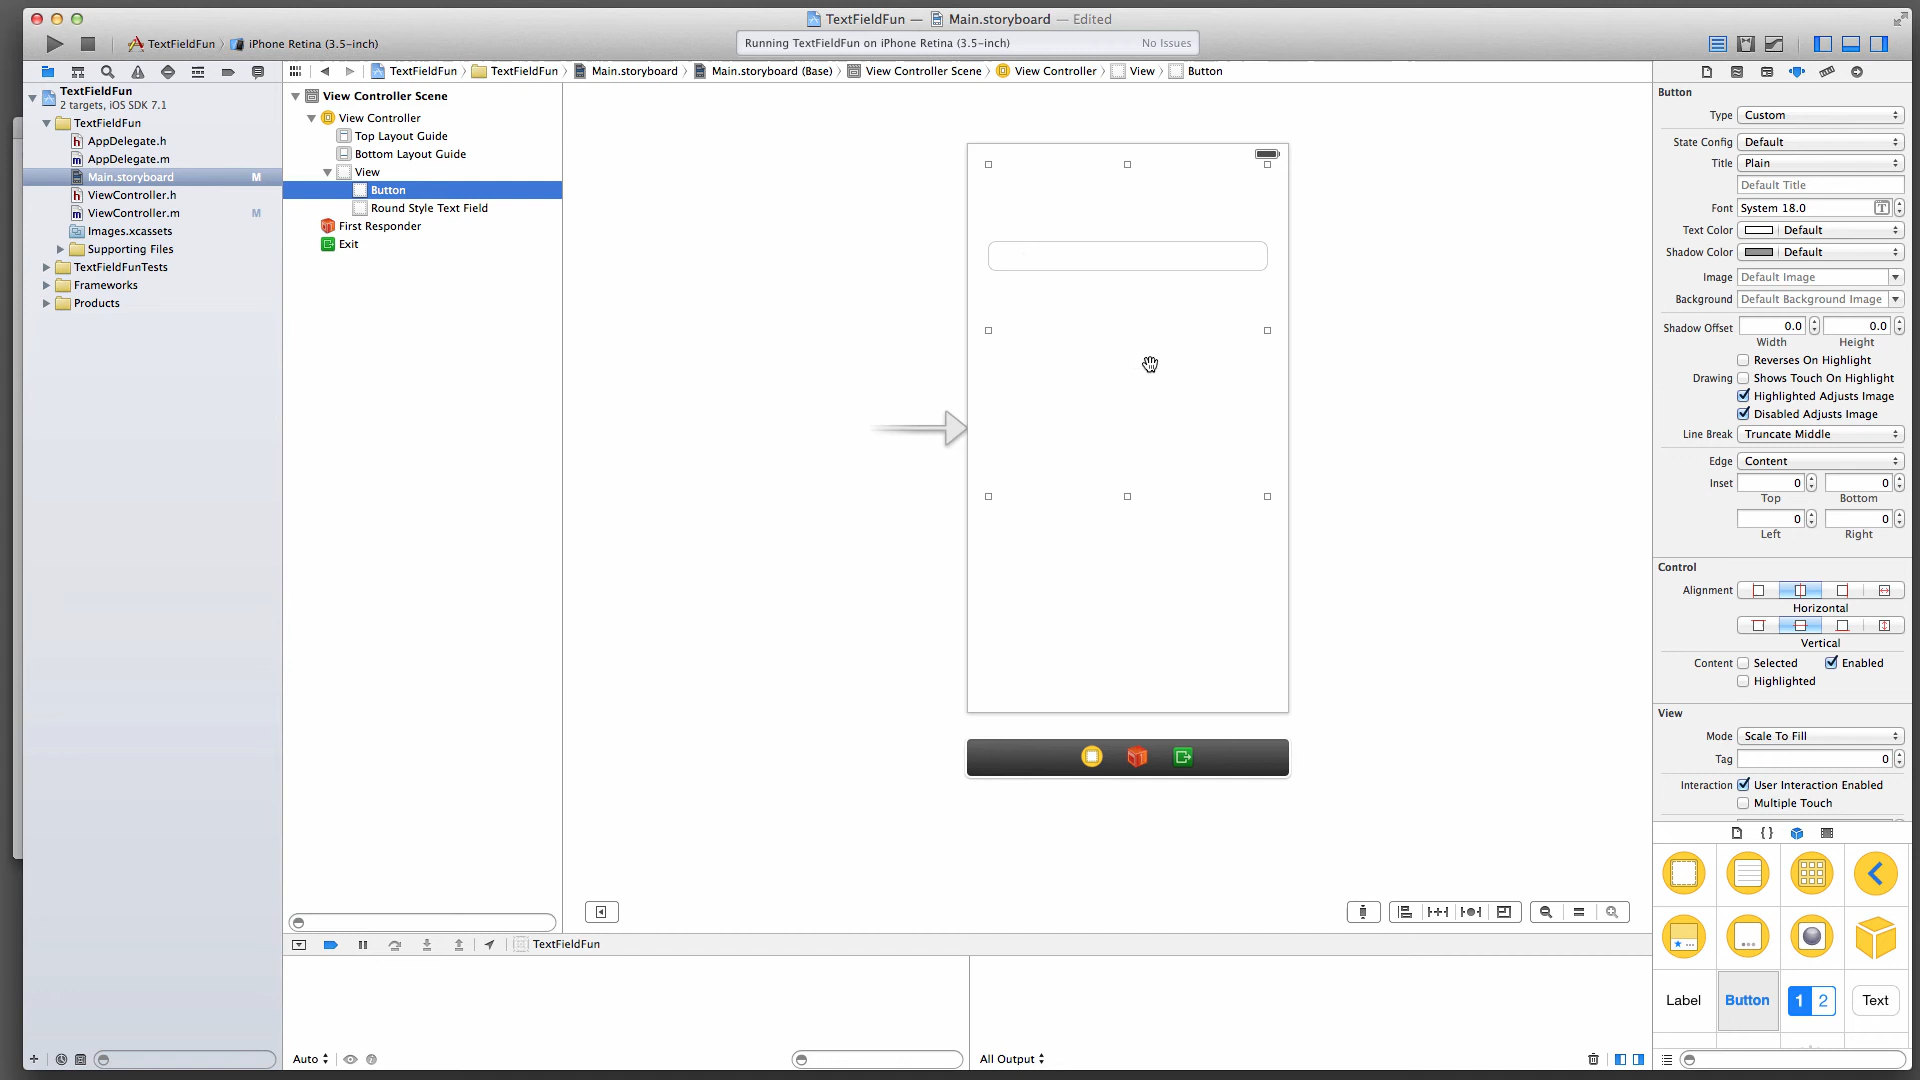 TextFieldFun — Main.storyboard — Edited
TextFieldFun iPhone Retina (3.5-inch)
Running TextFieldFun on iPhone Retina (3.5-inch) No Issues
TextFieldFun TextFieldFun Main.storyboard Main.storyboard (Base) View Controller Scene View Controller View Button
TextFieldFun
2 targets, iOS SDK 7.1
TextFieldFun
AppDelegate.h
AppDelegate.m
Main.storyboard M
ViewController.h
ViewController.m M
Images.xcassets
Supporting Files
TextFieldFunTests
Frameworks
Products
View Controller Scene
View Controller
Top Layout Guide
Bottom Layout Guide
View
Button
Round Style Text Field
First Responder
Exit
Button
Type Custom
State Config Default
Title Plain
Default Title
Font System 18.0
Text Color Default
Shadow Color Default
Image Default Image
Background Default Background Image
Shadow Offset 0.0 0.0
Width Height
Reverses On Highlight
Drawing Shows Touch On Highlight
Highlighted Adjusts Image
Disabled Adjusts Image
Line Break Truncate Middle
Edge Content
Inset 0 0
Top Bottom
0 0
Left Right
Control
Alignment
Horizontal
Vertical
Content Selected Enabled
Highlighted
View
Mode Scale To Fill
Tag 0
Interaction User Interaction Enabled
Multiple Touch
Label Button 1 2 Text
TextFieldFun
Auto
All Output